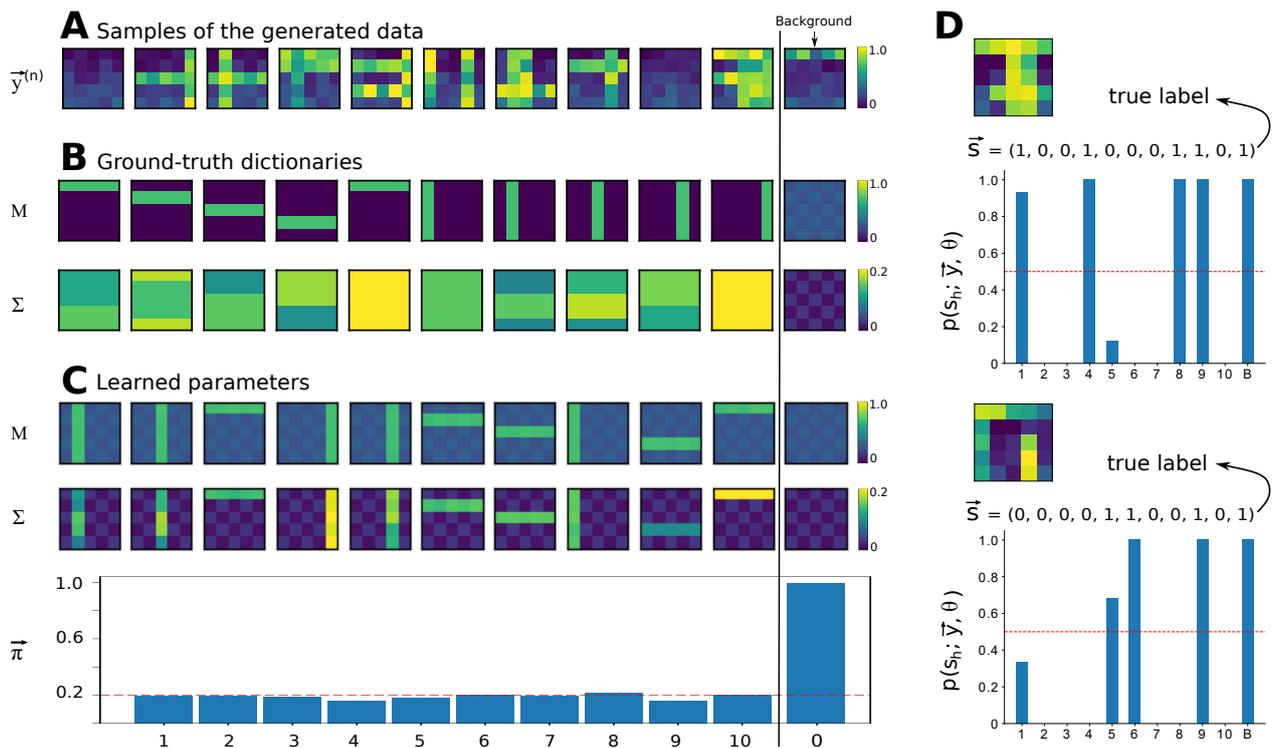 A Samples of the generated data
Background
y⃗(n)
1.0
0
B Ground-truth dictionaries
M
1.0
0
Σ
0.2
0
C Learned parameters
M
1.0
0
Σ
0.2
0
π⃗
1.0
0.6
0.2
1 2 3 4 5 6 7 8 9 10 0
D
true label
s⃗ = (1, 0, 0, 1, 0, 0, 0, 1, 1, 0, 1)
p(sₕ; y⃗, θ)
1.0
0.8
0.6
0.4
0.2
0
1 2 3 4 5 6 7 8 9 10 B
true label
s⃗ = (0, 0, 0, 0, 1, 1, 0, 0, 1, 0, 1)
p(sₕ; y⃗, θ)
1.0
0.8
0.6
0.4
0.2
0
1 2 3 4 5 6 7 8 9 10 B